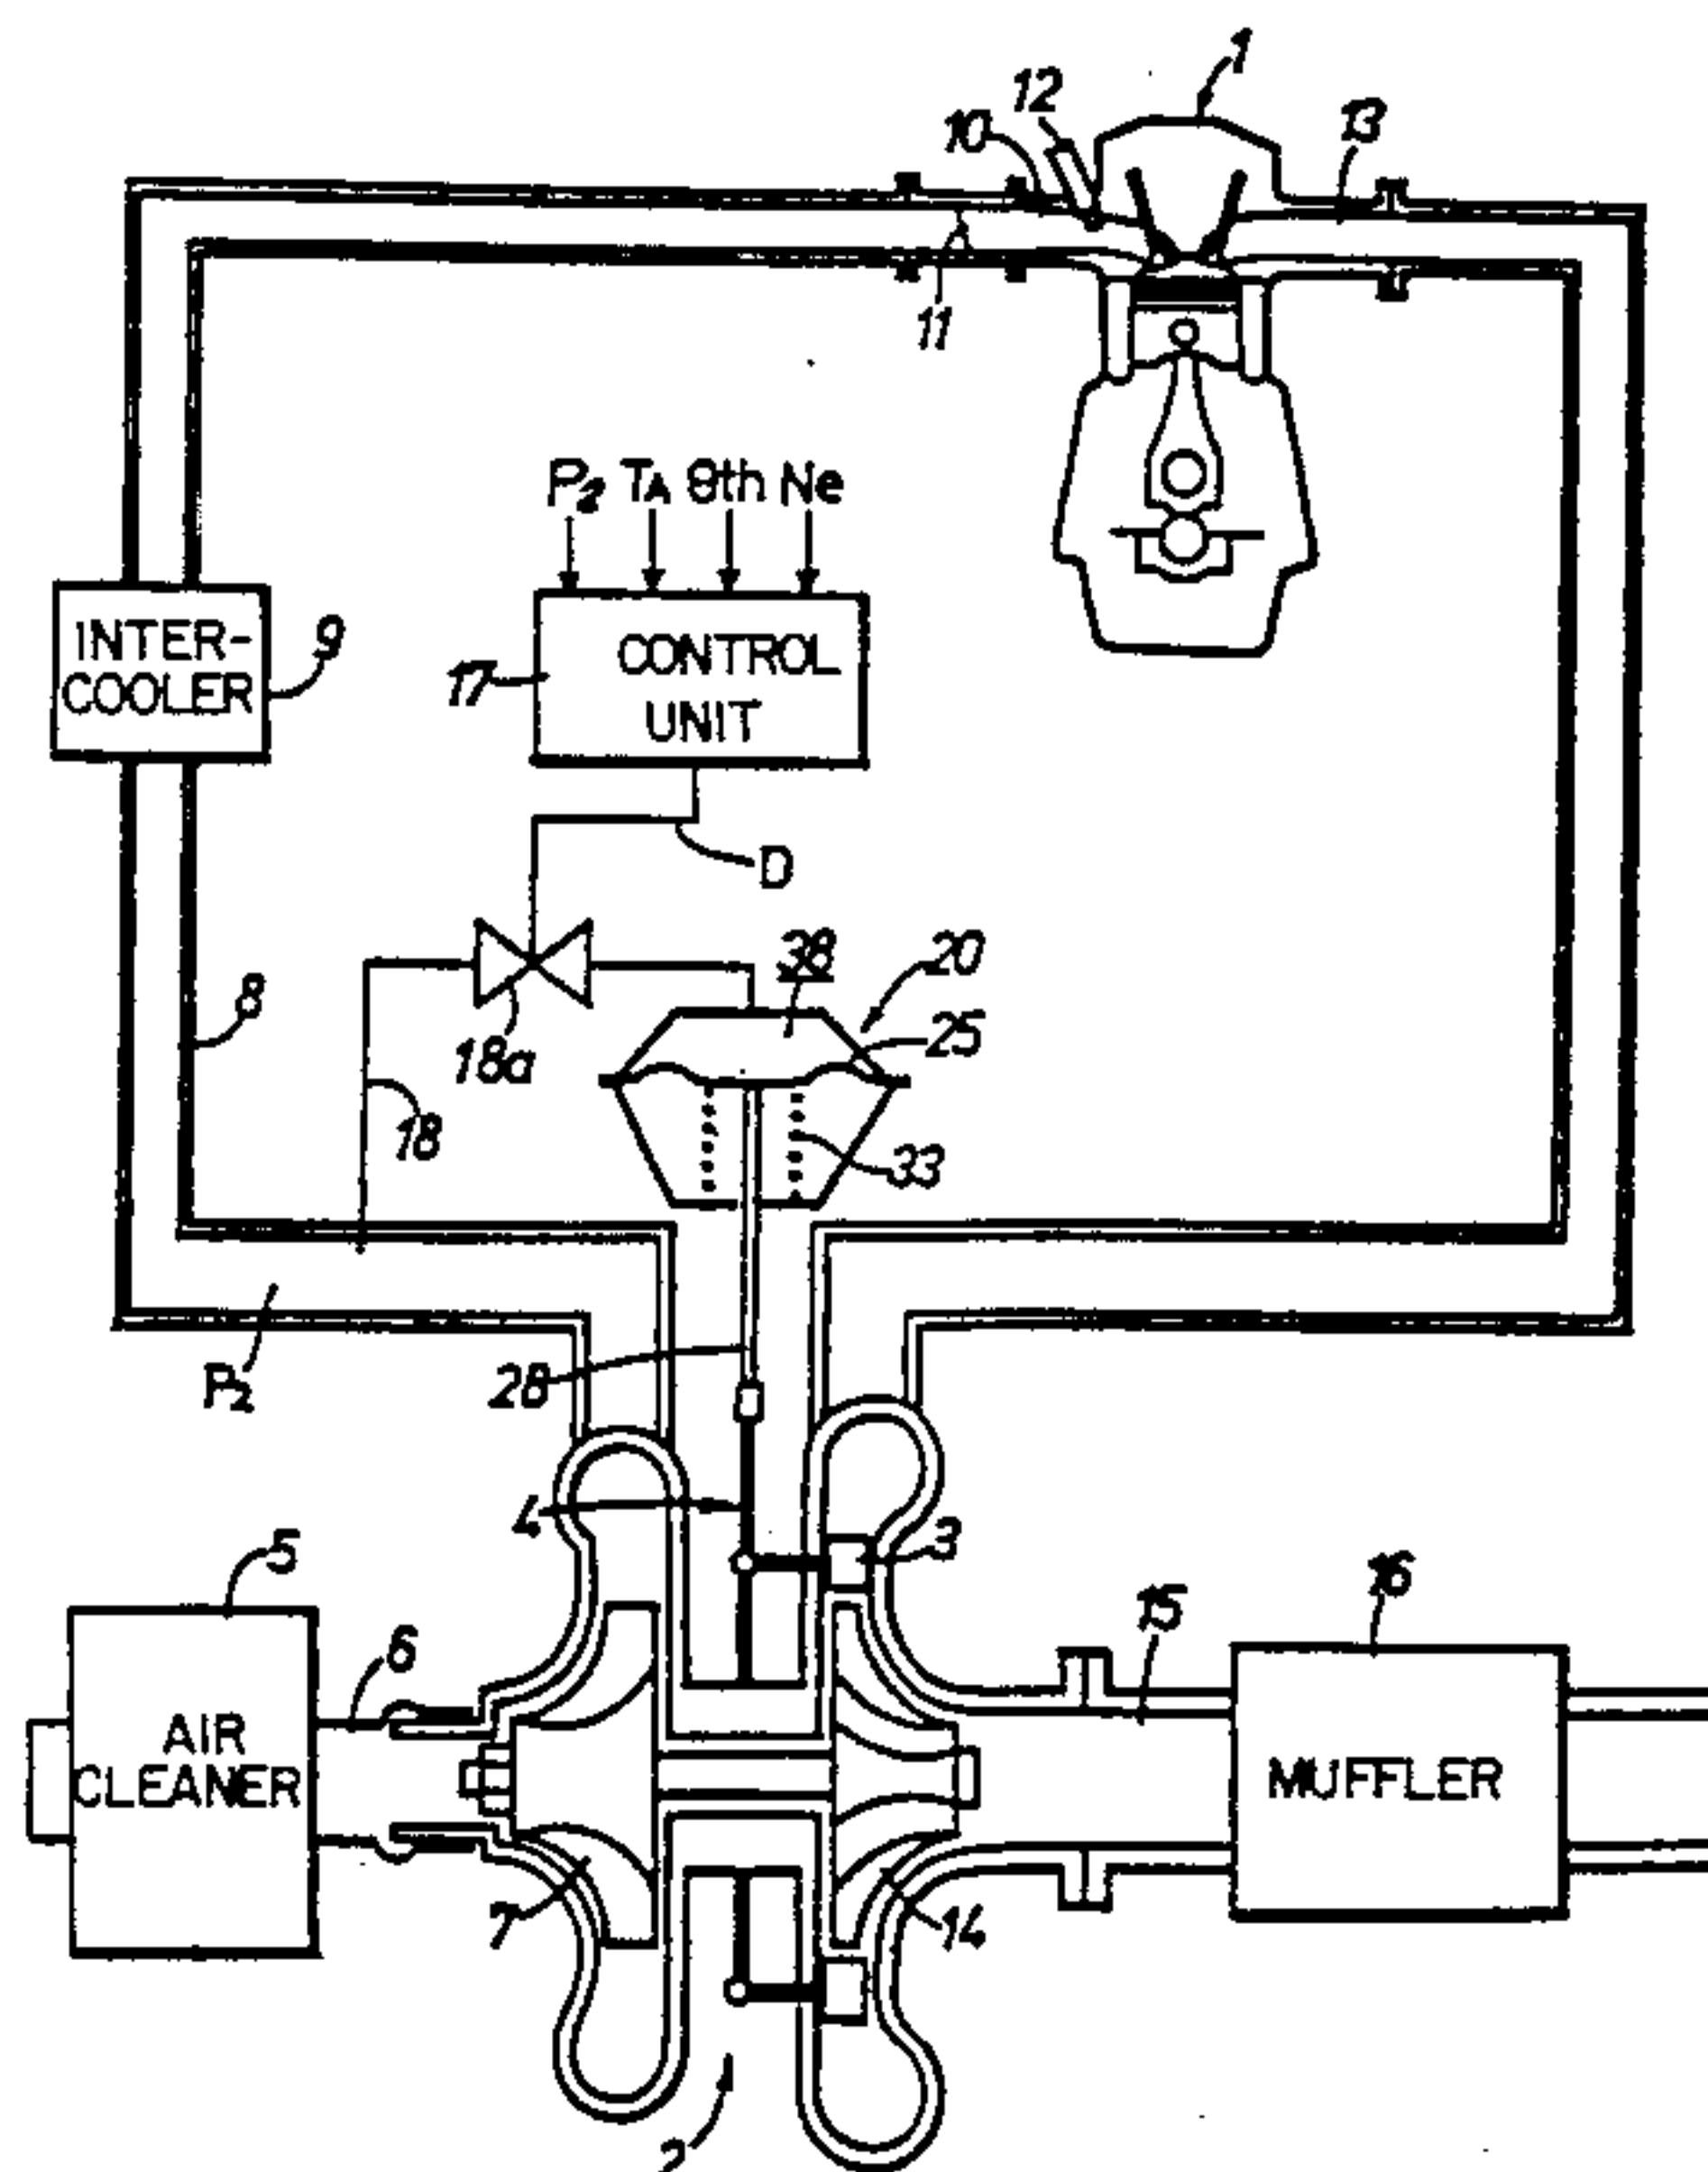 1
12
10
13
11
P2 TA θth Ne
INTER-
COOLER
9
17
CONTROL
UNIT
D
38
20
8
25
18a
18
33
P2
28
4
3
5
16
15
6
AIR
CLEANER
MUFFLER
7
14
2